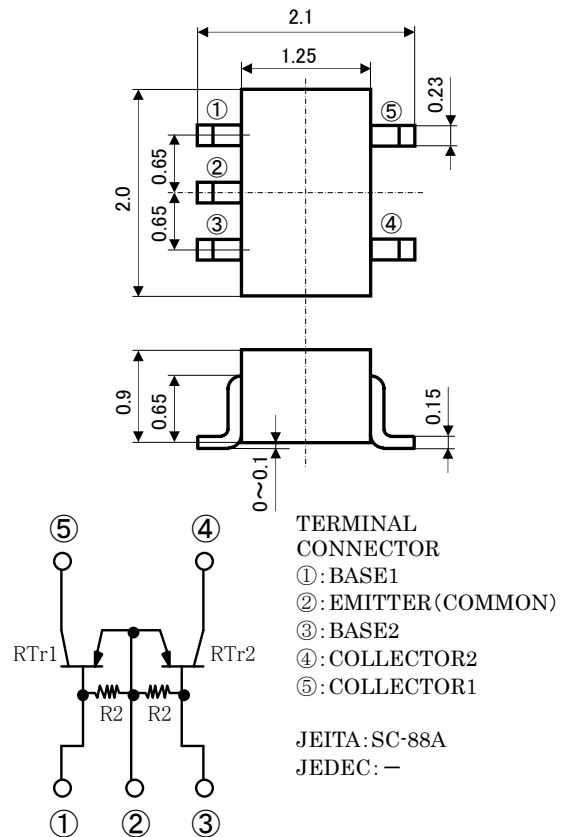 2.1
1.25
① ⑤
0.23
0.65
②
2.0
0.65
③ ④
0.9
0.65
0.15
0~0.1
⑤ ④
RTr1 RTr2
R2 R2
① ② ③
TERMINAL
CONNECTOR
①:BASE1
②:EMITTER(COMMON)
③:BASE2
④:COLLECTOR2
⑤:COLLECTOR1
JEITA:SC-88A
JEDEC:－